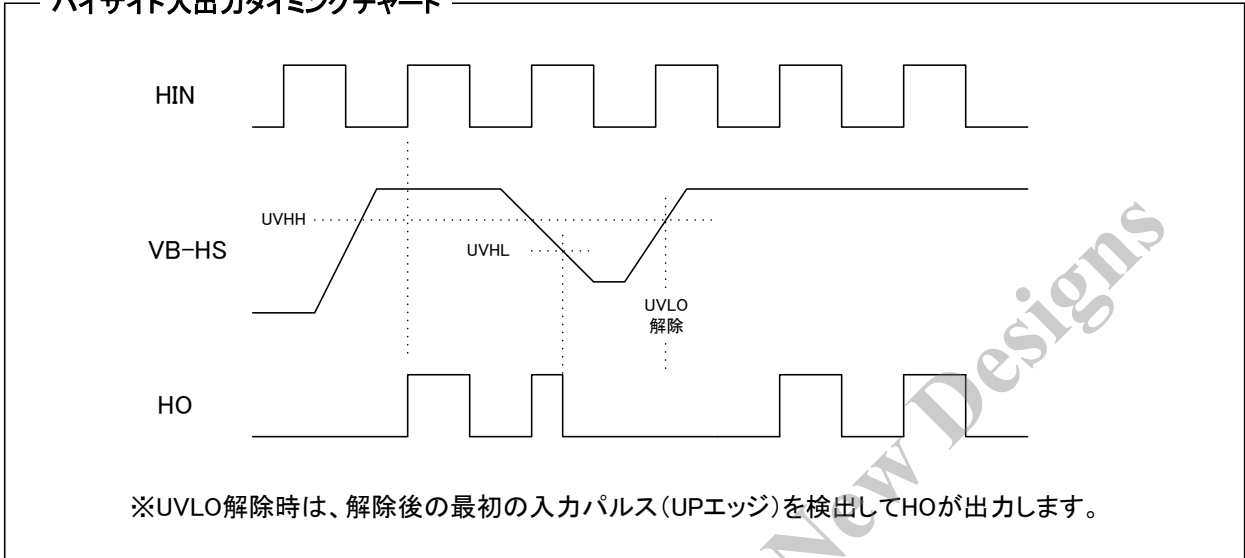 ハイサイド入出力タイミングチャート
HIN
UVHH
VB-HS
UVHL
UVLO
解除
HO
※UVLO解除時は、解除後の最初の入力パルス(UPエッジ)を検出してHOが出力します。
New Designs